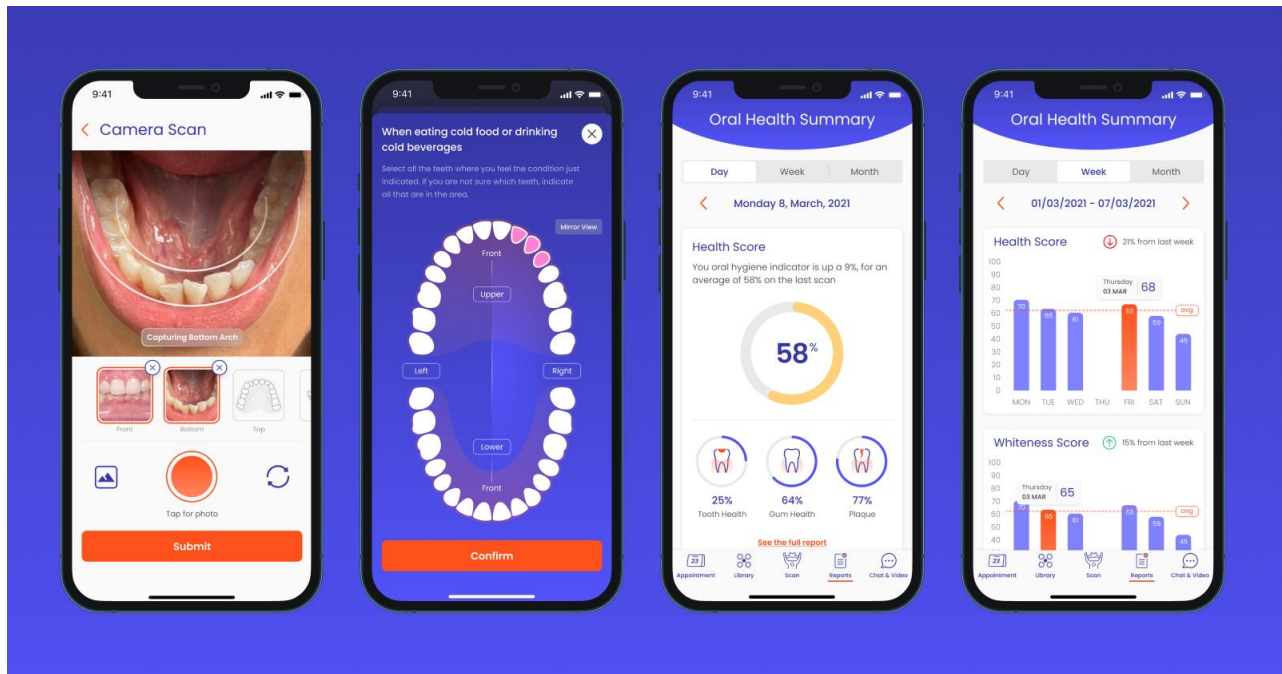 9:41
Camera Scan
Capturing Bottom Arch
Front
Bottom
Top
Tap for photo
Submit
9:41
When eating cold food or drinking
cold beverages
Select all the teeth where you feel the condition just
indicated. If you are not sure which teeth, indicate
all that are in the area.
Mirror View
Front
Upper
Left
Right
Lower
Front
Confirm
9:41
Oral Health Summary
Day
Week
Month
Monday 8, March, 2021
Health Score
You oral hygiene indicator is up a 9%, for an
average of 58% on the last scan
58%
25%
64%
77%
Tooth Health
Gum Health
Plaque
See the full report
23
Appointment
Library
Scan
Reports
Chat & Video
9:41
Oral Health Summary
Day
Week
Month
01/03/2021 - 07/03/2021
Health Score
21% from last week
100
90
80
70
60
50
40
30
20
10
0
Thursday
03 MAR
68
avg
70
65
61
68
59
45
MON
TUE
WED
THU
FRI
SAT
SUN
Whiteness Score
15% from last week
100
90
80
70
60
50
40
30
Thursday
03 MAR
65
avg
70
65
61
68
59
45
23
Appointment
Library
Scan
Reports
Chat & Video